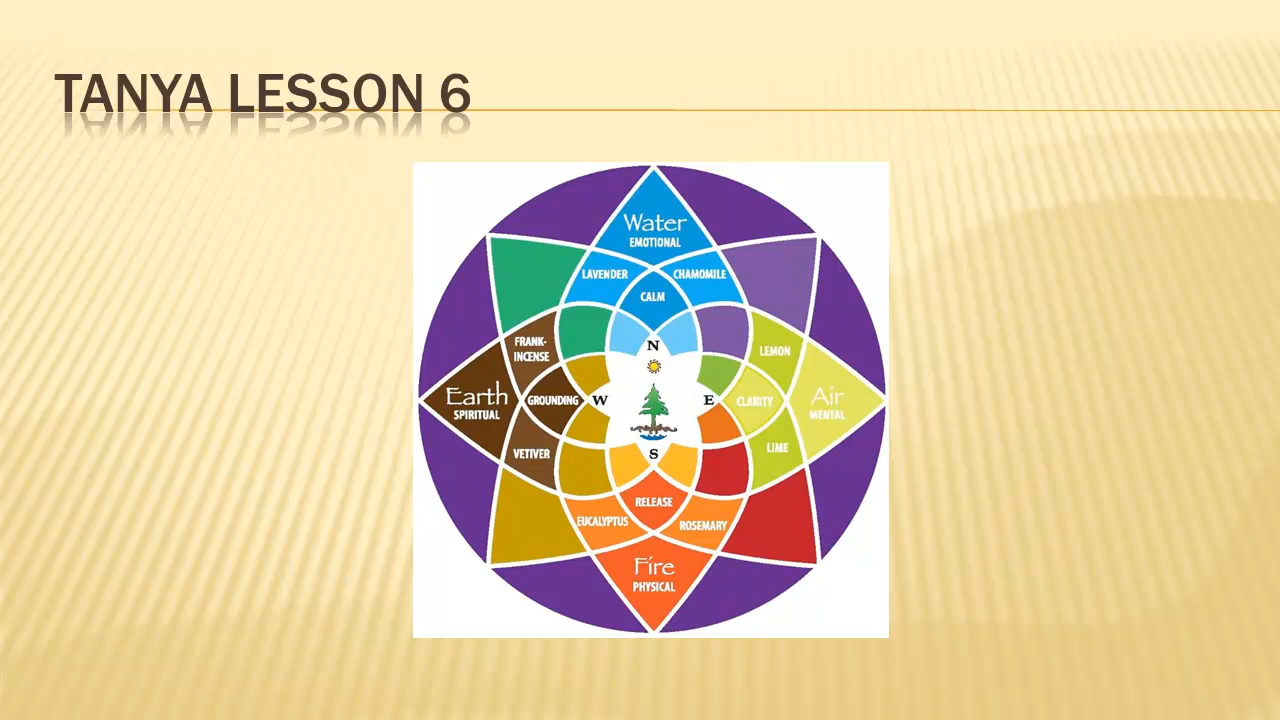 TANYA LESSON 6
Water
EMOTIONAL
LAVENDER
CHAMOMILE
CALM
N
FRANK-
INCENSE
LEMON
Earth
SPIRITUAL
GROUNDING
W
E
CLARITY
Air
MENTAL
VETIVER
LIME
S
RELEASE
EUCALYPTUS
ROSEMARY
Fire
PHYSICAL